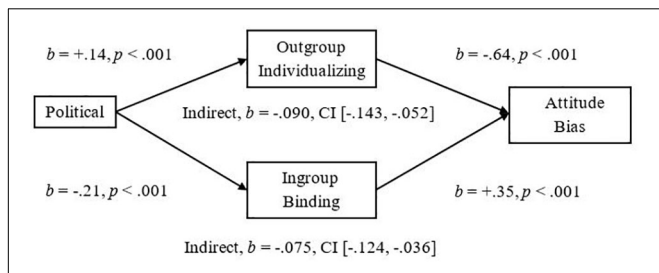 b = +.14, p < .001
Outgroup
Individualizing
b = -.64, p < .001
Political
Indirect, b = -.090, CI [-.143, -.052]
Attitude
Bias
b = -.21, p < .001
Ingroup
Binding
b = +.35, p < .001
Indirect, b = -.075, CI [-.124, -.036]